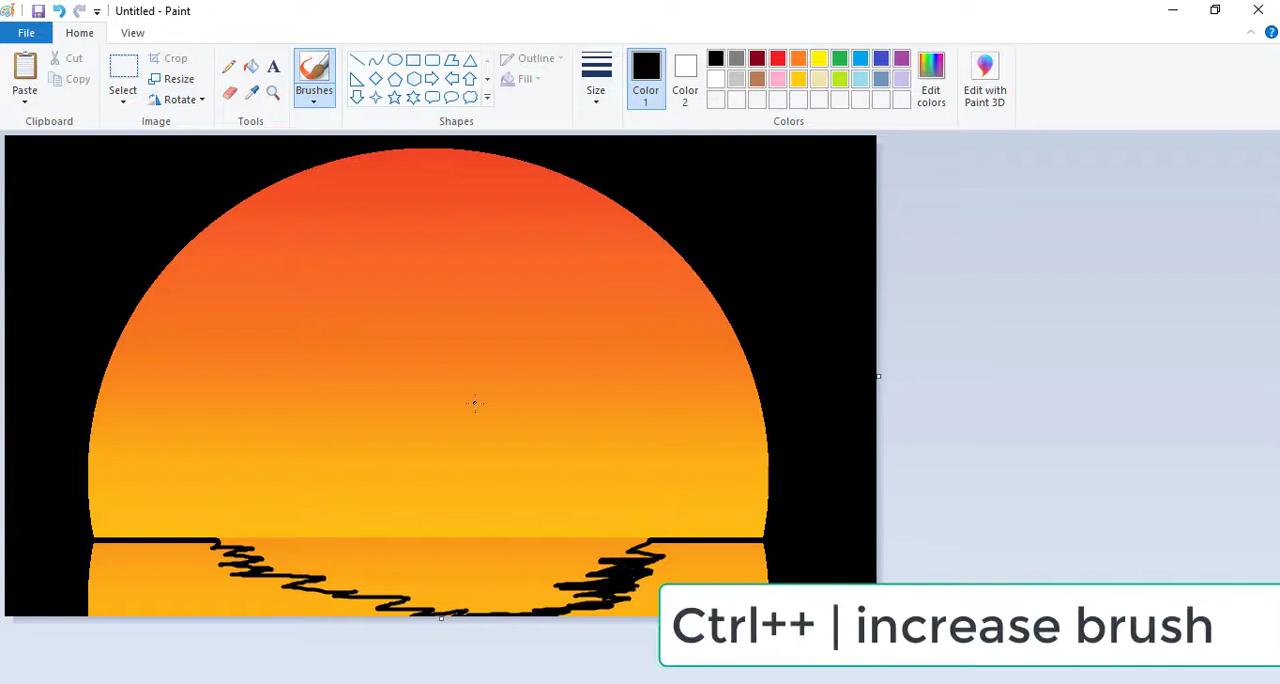 Untitled - Paint
File
Home
View
Paste
Cut
Copy
Clipboard
Select
Crop
Resize
Rotate
Image
A
Tools
Brushes
Shapes
Outline
Fill
Size
Color 1
Color 2
Colors
Edit colors
Edit with Paint 3D
Ctrl++ | increase brush